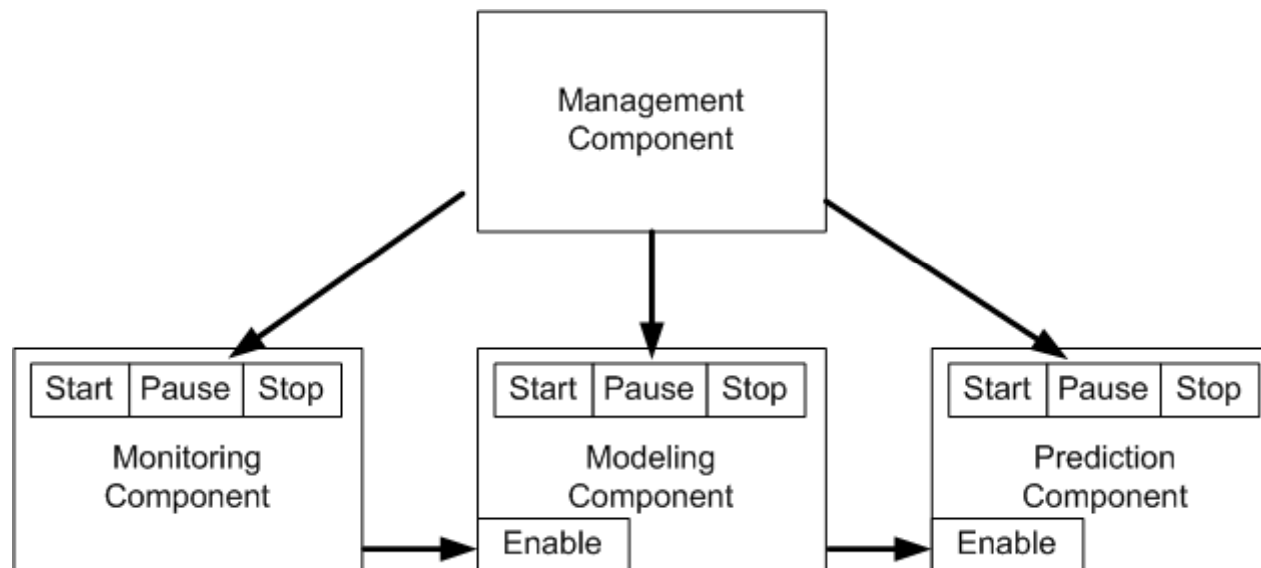 Management
Component
Start Pause Stop
Monitoring
Component
Start Pause Stop
Modeling
Component
Enable
Start Pause Stop
Prediction
Component
Enable